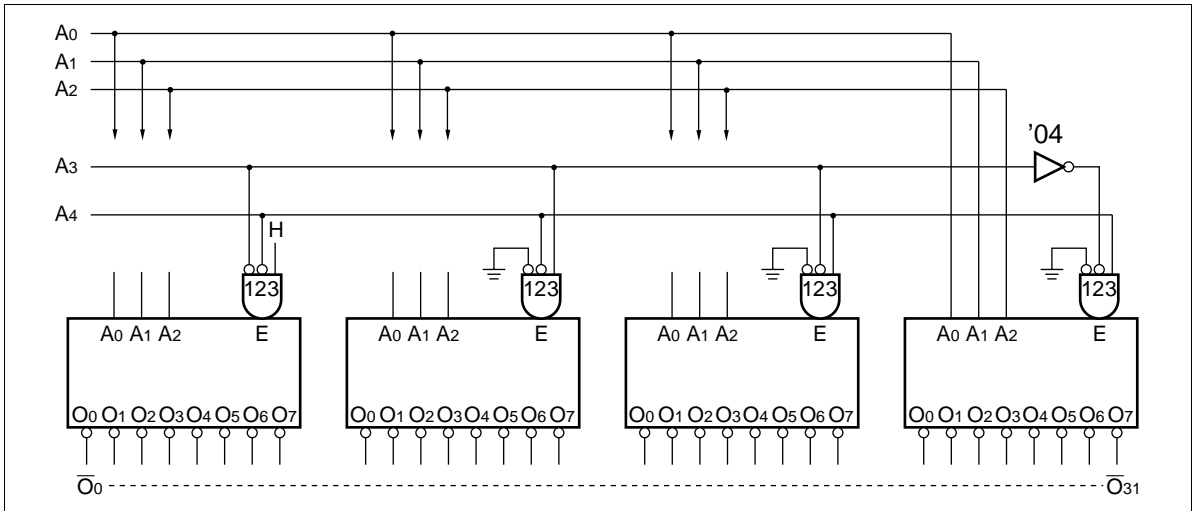 A0
A1
A2
'04
A3
A4
H
123 123 123 123
A0 A1 A2 E A0 A1 A2 E A0 A1 A2 E A0 A1 A2 E
O0 O1 O2 O3 O4 O5 O6 O7 O0 O1 O2 O3 O4 O5 O6 O7 O0 O1 O2 O3 O4 O5 O6 O7 O0 O1 O2 O3 O4 O5 O6 O7
O̅0 O̅31